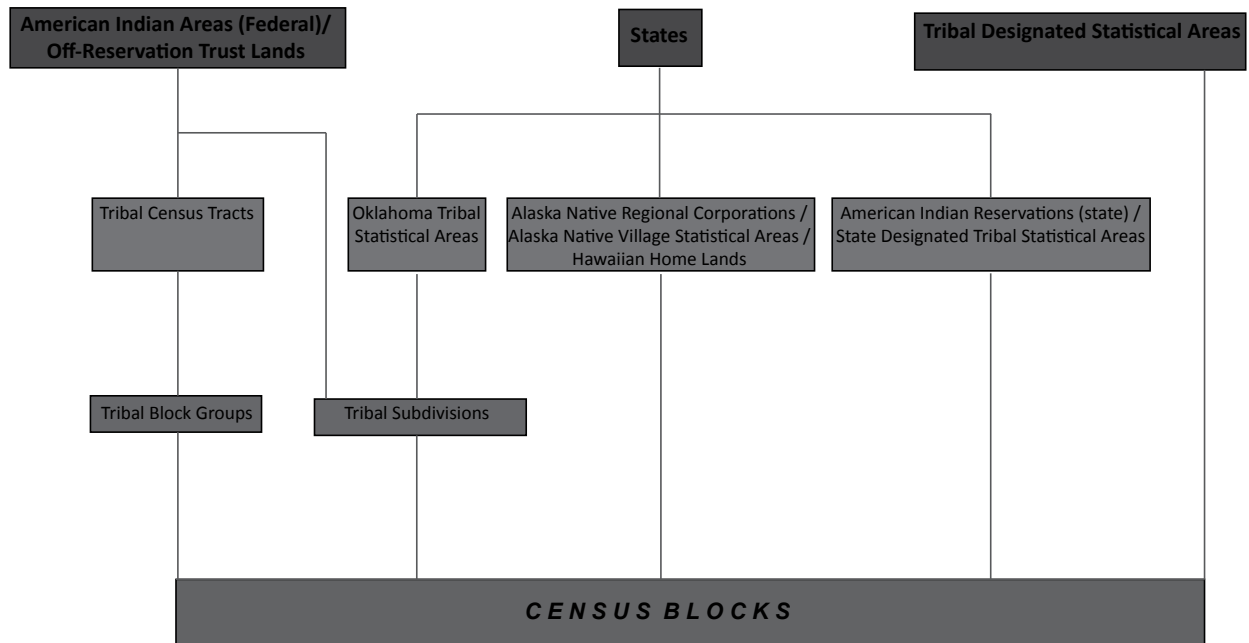 American Indian Areas (Federal)/
Off-Reservation Trust Lands
States
Tribal Designated Statistical Areas
Tribal Census Tracts
Oklahoma Tribal
Statistical Areas
Alaska Native Regional Corporations /
Alaska Native Village Statistical Areas /
Hawaiian Home Lands
American Indian Reservations (state) /
State Designated Tribal Statistical Areas
Tribal Block Groups
Tribal Subdivisions
CENSUS BLOCKS